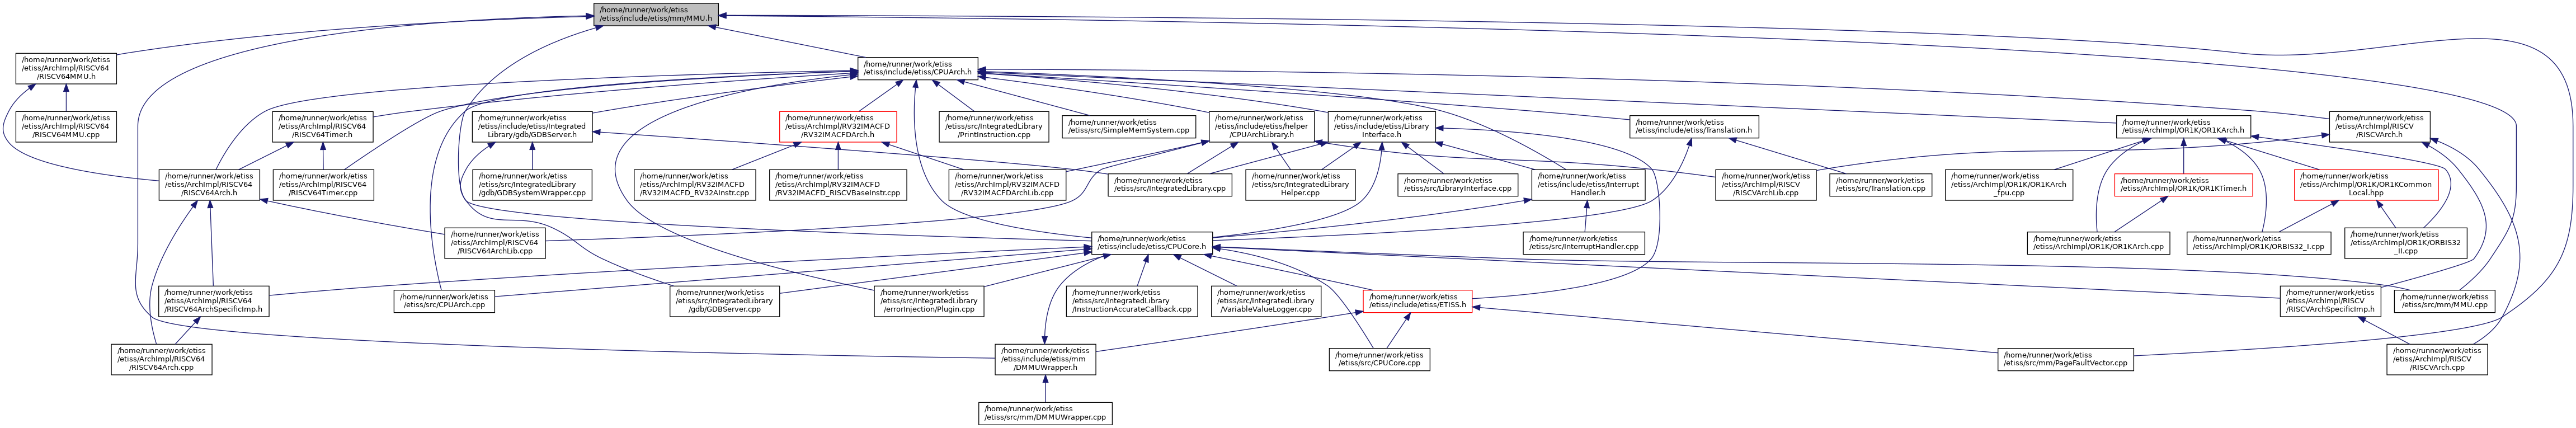 /home/runner/work/etiss
/etiss/include/etiss/mm/MMU.h
/home/runner/work/etiss
/etiss/ArchImpl/RISCV64
/RISCV64MMU.h
/home/runner/work/etiss
/etiss/include/etiss/CPUArch.h
/home/runner/work/etiss
/etiss/ArchImpl/RISCV64
/RISCV64MMU.cpp
/home/runner/work/etiss
/etiss/ArchImpl/RISCV64
/RISCV64Timer.h
/home/runner/work/etiss
/etiss/include/etiss/Integrated
Library/gdb/GDBServer.h
/home/runner/work/etiss
/etiss/ArchImpl/RV32IMACFD
/RV32IMACFDArch.h
/home/runner/work/etiss
/etiss/src/IntegratedLibrary
/PrintInstruction.cpp
/home/runner/work/etiss
/etiss/src/SimpleMemSystem.cpp
/home/runner/work/etiss
/etiss/include/etiss/helper
/CPUArchLibrary.h
/home/runner/work/etiss
/etiss/include/etiss/Library
Interface.h
/home/runner/work/etiss
/etiss/include/etiss/Translation.h
/home/runner/work/etiss
/etiss/ArchImpl/OR1K/OR1KArch.h
/home/runner/work/etiss
/etiss/ArchImpl/RISCV
/RISCVArch.h
/home/runner/work/etiss
/etiss/ArchImpl/RISCV64
/RISCV64Arch.h
/home/runner/work/etiss
/etiss/ArchImpl/RISCV64
/RISCV64Timer.cpp
/home/runner/work/etiss
/etiss/src/IntegratedLibrary
/gdb/GDBSystemWrapper.cpp
/home/runner/work/etiss
/etiss/ArchImpl/RV32IMACFD
/RV32IMACFD_RV32AInstr.cpp
/home/runner/work/etiss
/etiss/ArchImpl/RV32IMACFD
/RV32IMACFD_RISCVBaseInstr.cpp
/home/runner/work/etiss
/etiss/ArchImpl/RV32IMACFD
/RV32IMACFDArchLib.cpp
/home/runner/work/etiss
/etiss/src/IntegratedLibrary.cpp
/home/runner/work/etiss
/etiss/src/IntegratedLibrary
Helper.cpp
/home/runner/work/etiss
/etiss/src/LibraryInterface.cpp
/home/runner/work/etiss
/etiss/include/etiss/Interrupt
Handler.h
/home/runner/work/etiss
/etiss/ArchImpl/RISCV
/RISCVArchLib.cpp
/home/runner/work/etiss
/etiss/src/Translation.cpp
/home/runner/work/etiss
/etiss/ArchImpl/OR1K/OR1KArch
_fpu.cpp
/home/runner/work/etiss
/etiss/ArchImpl/OR1K/OR1KTimer.h
/home/runner/work/etiss
/etiss/ArchImpl/OR1K/OR1KCommon
Local.hpp
/home/runner/work/etiss
/etiss/ArchImpl/RISCV64
/RISCV64ArchLib.cpp
/home/runner/work/etiss
/etiss/include/etiss/CPUCore.h
/home/runner/work/etiss
/etiss/src/InterruptHandler.cpp
/home/runner/work/etiss
/etiss/ArchImpl/OR1K/OR1KArch.cpp
/home/runner/work/etiss
/etiss/ArchImpl/OR1K/ORBIS32_I.cpp
/home/runner/work/etiss
/etiss/ArchImpl/OR1K/ORBIS32
_II.cpp
/home/runner/work/etiss
/etiss/ArchImpl/RISCV64
/RISCV64ArchSpecificImp.h
/home/runner/work/etiss
/etiss/src/CPUArch.cpp
/home/runner/work/etiss
/etiss/src/IntegratedLibrary
/gdb/GDBServer.cpp
/home/runner/work/etiss
/etiss/src/IntegratedLibrary
/errorInjection/Plugin.cpp
/home/runner/work/etiss
/etiss/src/IntegratedLibrary
/InstructionAccurateCallback.cpp
/home/runner/work/etiss
/etiss/src/IntegratedLibrary
/VariableValueLogger.cpp
/home/runner/work/etiss
/etiss/include/etiss/ETISS.h
/home/runner/work/etiss
/etiss/ArchImpl/RISCV
/RISCVArchSpecificImp.h
/home/runner/work/etiss
/etiss/src/mm/MMU.cpp
/home/runner/work/etiss
/etiss/ArchImpl/RISCV64
/RISCV64Arch.cpp
/home/runner/work/etiss
/etiss/include/etiss/mm
/DMMUWrapper.h
/home/runner/work/etiss
/etiss/src/CPUCore.cpp
/home/runner/work/etiss
/etiss/src/mm/PageFaultVector.cpp
/home/runner/work/etiss
/etiss/ArchImpl/RISCV
/RISCVArch.cpp
/home/runner/work/etiss
/etiss/src/mm/DMMUWrapper.cpp